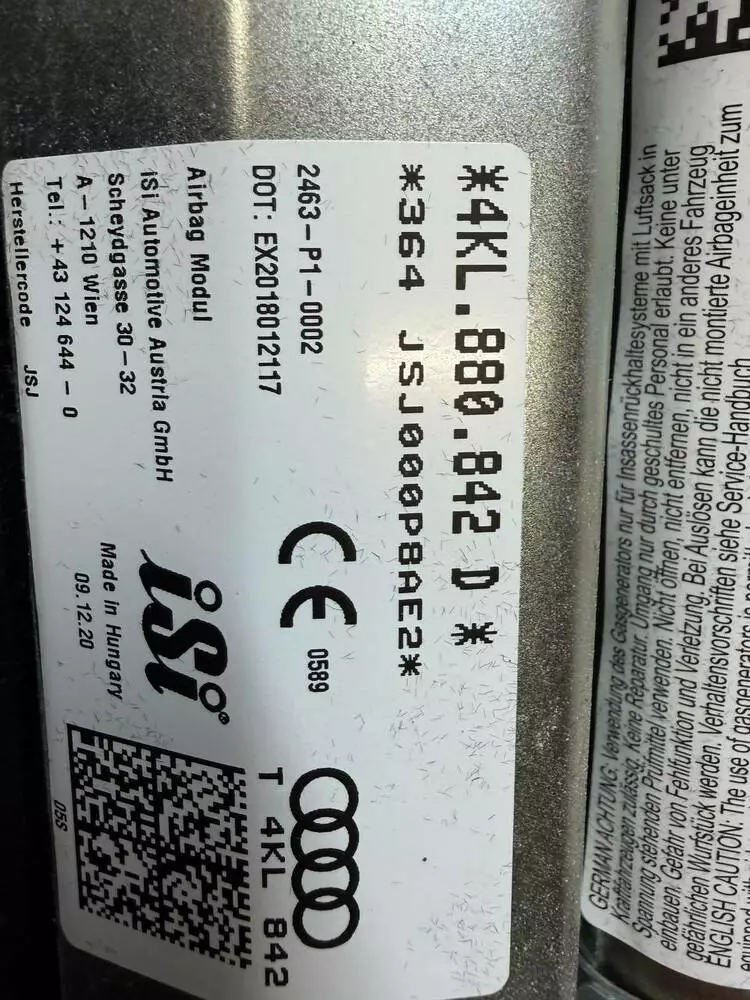 *4KL.880.842 D *
*364 JSJ000P8AE2*
2463-P1-0002
DOT: EX2018012117
CE 0589
T 4KL 842
Airbag Modul
iSi Automotive Austria GmbH
Scheydgasse 30-32
A-1210 Wien
Tel.: +43 124 644-0
Herstellercode JSJ
iSi®
Made in Hungary
09.12.20
05S
GERMAN ACHTUNG: Verwendung des Gasgenerators nur für Insassenrückhaltesysteme mit Luftsack in
Kraftfahrzeugen zulässig. Keine Reparatur. Umgang nur durch geschultes Personal erlaubt. Keine unter
Spannung stehenden Prüfmittel verwenden. Nicht öffnen, nicht entfernen, nicht in ein anderes Fahrzeug
einbauen. Gefahr von Fehlfunktion und Verletzung. Bei Auslösen kann die nicht montierte Airbageinheit zum
gefährlichen Wurfstück werden. Verhaltensvorschriften siehe Service-Handbuch
ENGLISH CAUTION: The use of gasgenerators is